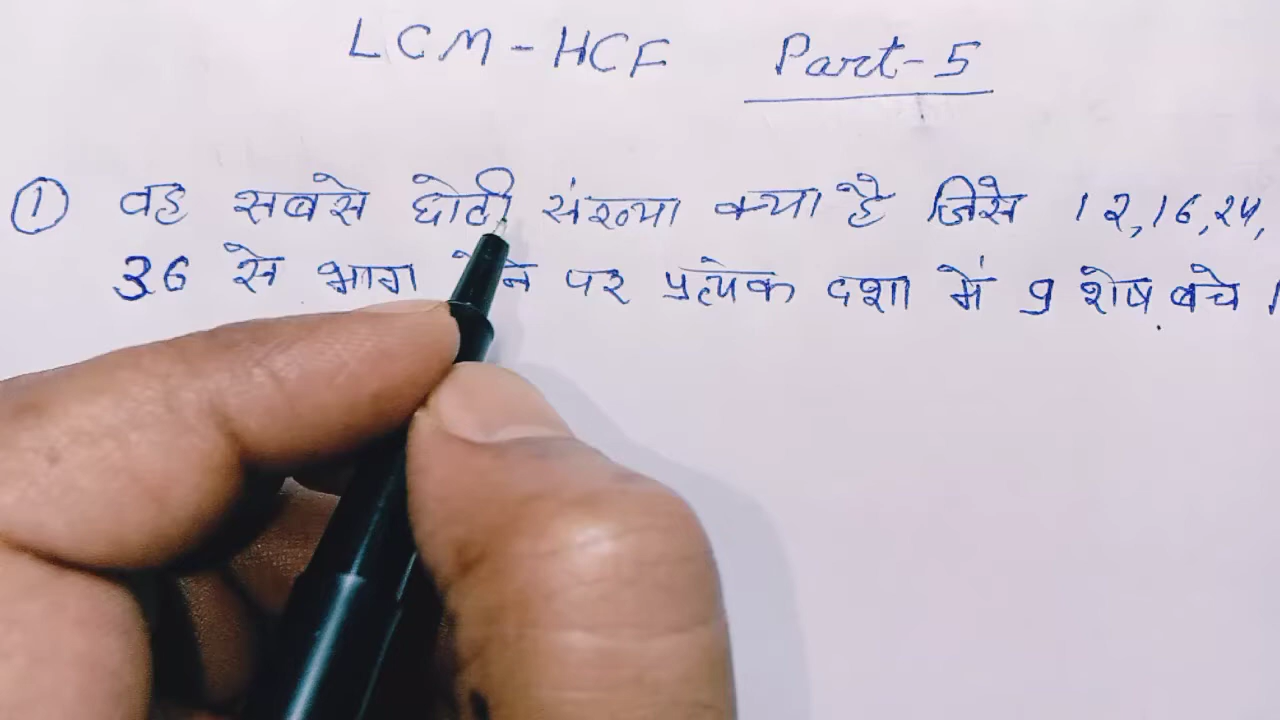 LCM-HCF Part-5
① वह सबसे छोटी संख्या क्या है जिसे 12,16,24,
36 से भाग पर प्रत्येक दशा में 9 शेष बचे।